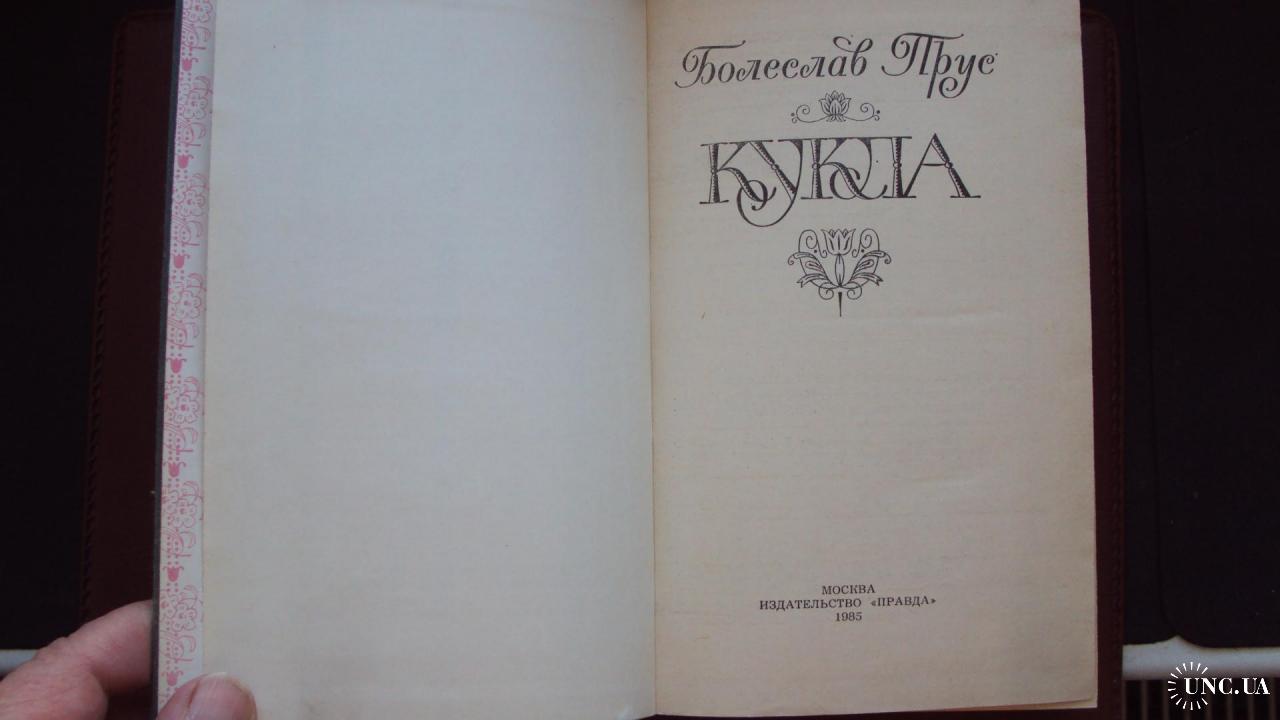 Болеслав Прус
КУКЛА
МОСКВА
ИЗДАТЕЛЬСТВО «ПРАВДА»
1985
UNC.UA